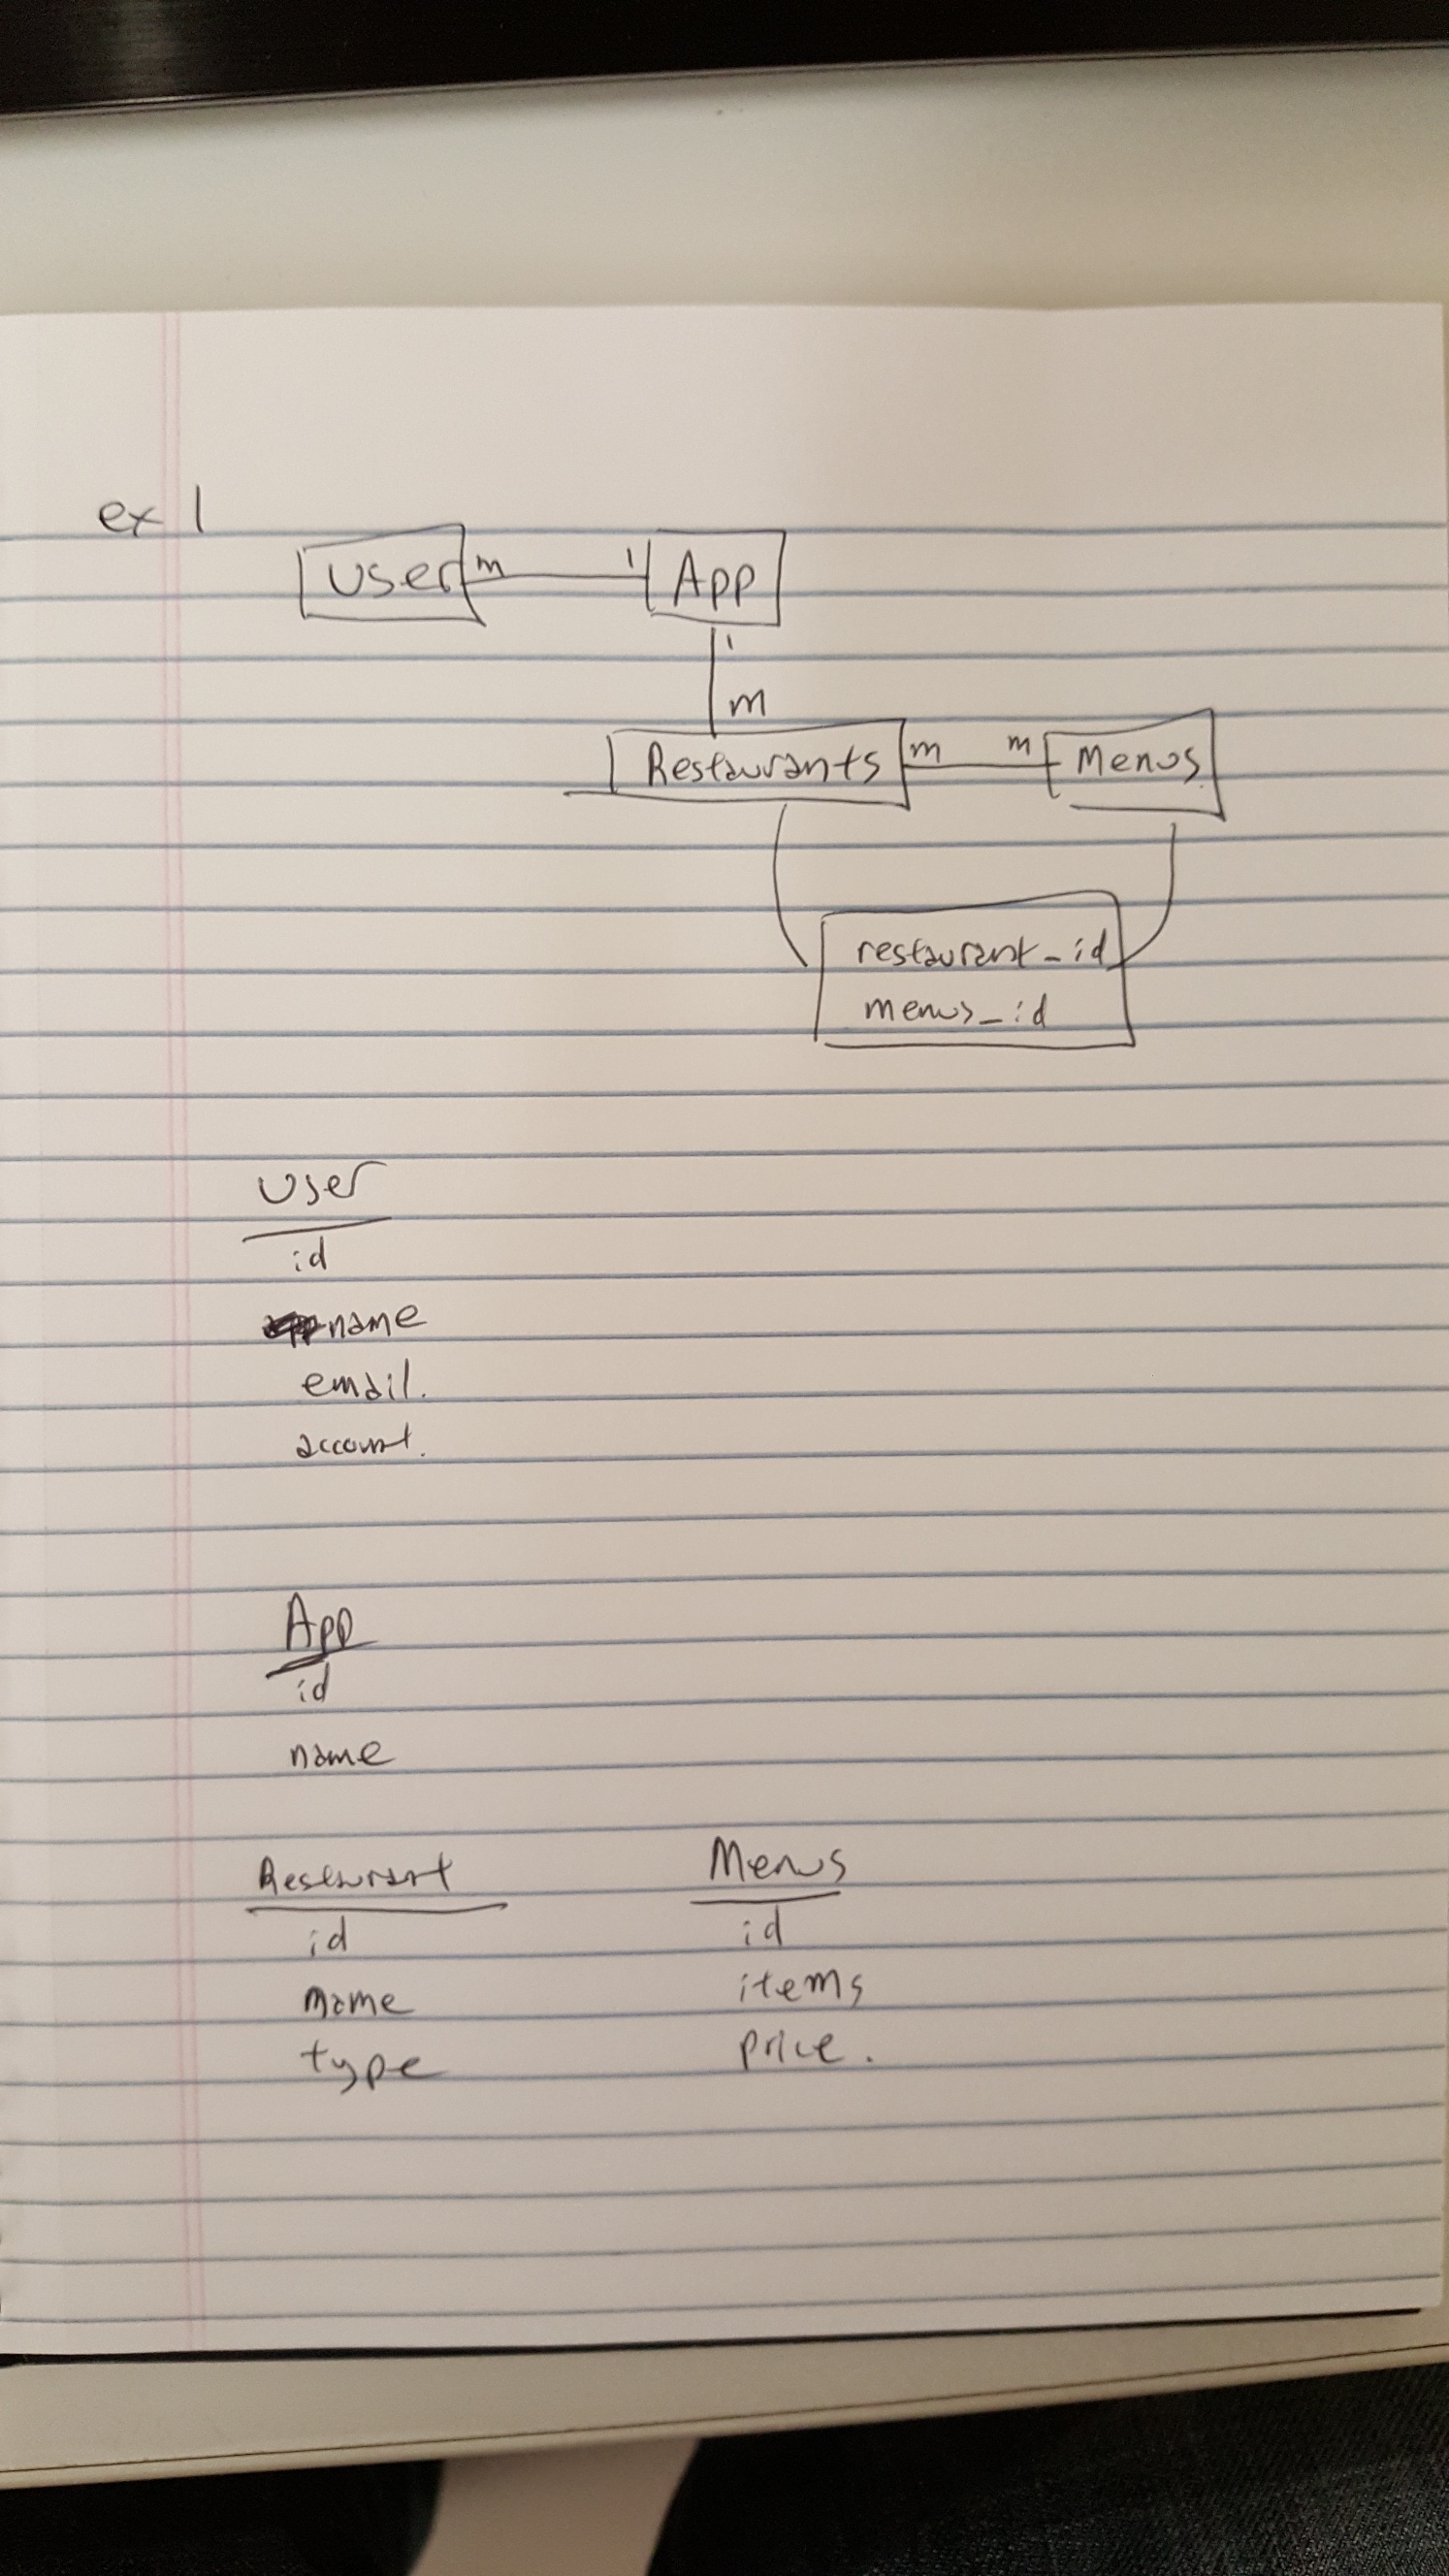 ex 1
User m 1 App
1
m
Restaurants m m Menus
restaurant_id
menus_id
User
id
name
email.
account.
App
id
name
Restaurant
id
name
type
Menus
id
items
price.